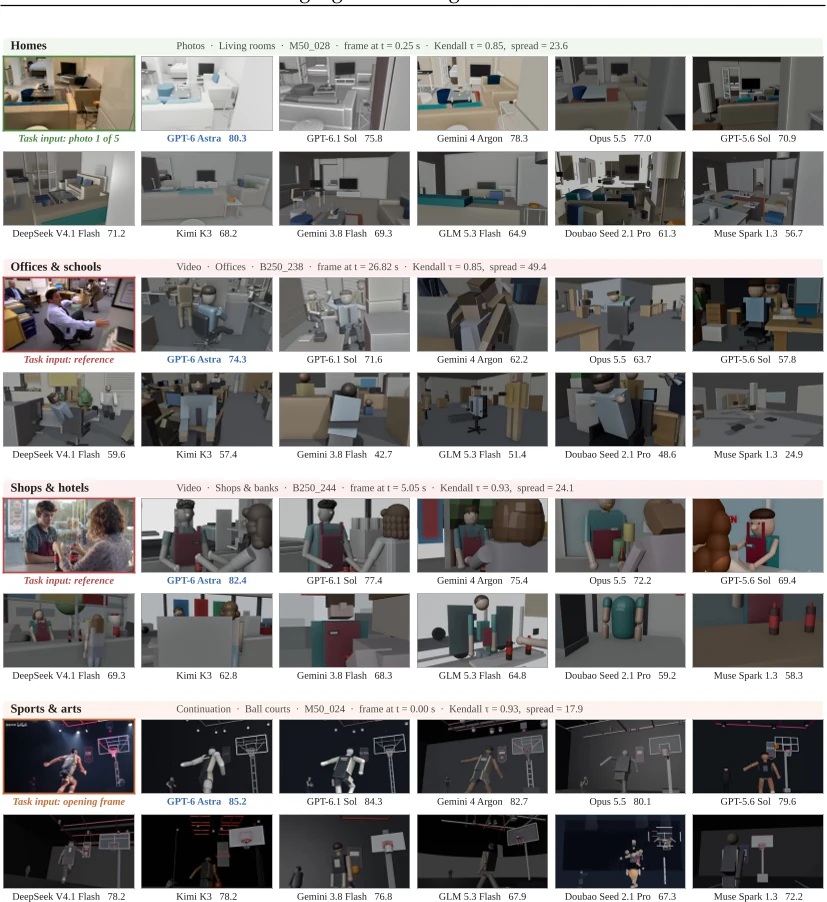 Homes Photos · Living rooms · M50_028 · frame at t = 0.25 s · Kendall τ = 0.85, spread = 23.6
Task input: photo 1 of 5 GPT-6 Astra 80.3 GPT-6.1 Sol 75.8 Gemini 4 Argon 78.3 Opus 5.5 77.0 GPT-5.6 Sol 70.9
DeepSeek V4.1 Flash 71.2 Kimi K3 68.2 Gemini 3.8 Flash 69.3 GLM 5.3 Flash 64.9 Doubao Seed 2.1 Pro 61.3 Muse Spark 1.3 56.7
Offices & schools Video · Offices · B250_238 · frame at t = 26.82 s · Kendall τ = 0.85, spread = 49.4
Task input: reference GPT-6 Astra 74.3 GPT-6.1 Sol 71.6 Gemini 4 Argon 62.2 Opus 5.5 63.7 GPT-5.6 Sol 57.8
DeepSeek V4.1 Flash 59.6 Kimi K3 57.4 Gemini 3.8 Flash 42.7 GLM 5.3 Flash 51.4 Doubao Seed 2.1 Pro 48.6 Muse Spark 1.3 24.9
Shops & hotels Video · Shops & banks · B250_244 · frame at t = 5.05 s · Kendall τ = 0.93, spread = 24.1
Task input: reference GPT-6 Astra 82.4 GPT-6.1 Sol 77.4 Gemini 4 Argon 75.4 Opus 5.5 72.2 GPT-5.6 Sol 69.4
DeepSeek V4.1 Flash 69.3 Kimi K3 62.8 Gemini 3.8 Flash 68.3 GLM 5.3 Flash 64.8 Doubao Seed 2.1 Pro 59.2 Muse Spark 1.3 58.3
Sports & arts Continuation · Ball courts · M50_024 · frame at t = 0.00 s · Kendall τ = 0.93, spread = 17.9
Task input: opening frame GPT-6 Astra 85.2 GPT-6.1 Sol 84.3 Gemini 4 Argon 82.7 Opus 5.5 80.1 GPT-5.6 Sol 79.6
DeepSeek V4.1 Flash 78.2 Kimi K3 78.2 Gemini 3.8 Flash 76.8 GLM 5.3 Flash 67.9 Doubao Seed 2.1 Pro 67.3 Muse Spark 1.3 72.2